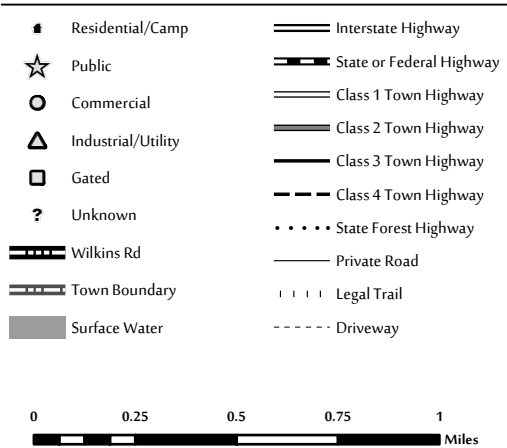 Residential/Camp
Public
Commercial
Industrial/Utility
Gated
? Unknown
Wilkins Rd
Town Boundary
Surface Water
Interstate Highway
State or Federal Highway
Class 1 Town Highway
Class 2 Town Highway
Class 3 Town Highway
Class 4 Town Highway
State Forest Highway
Private Road
Legal Trail
Driveway
0 0.25 0.5 0.75 1
Miles